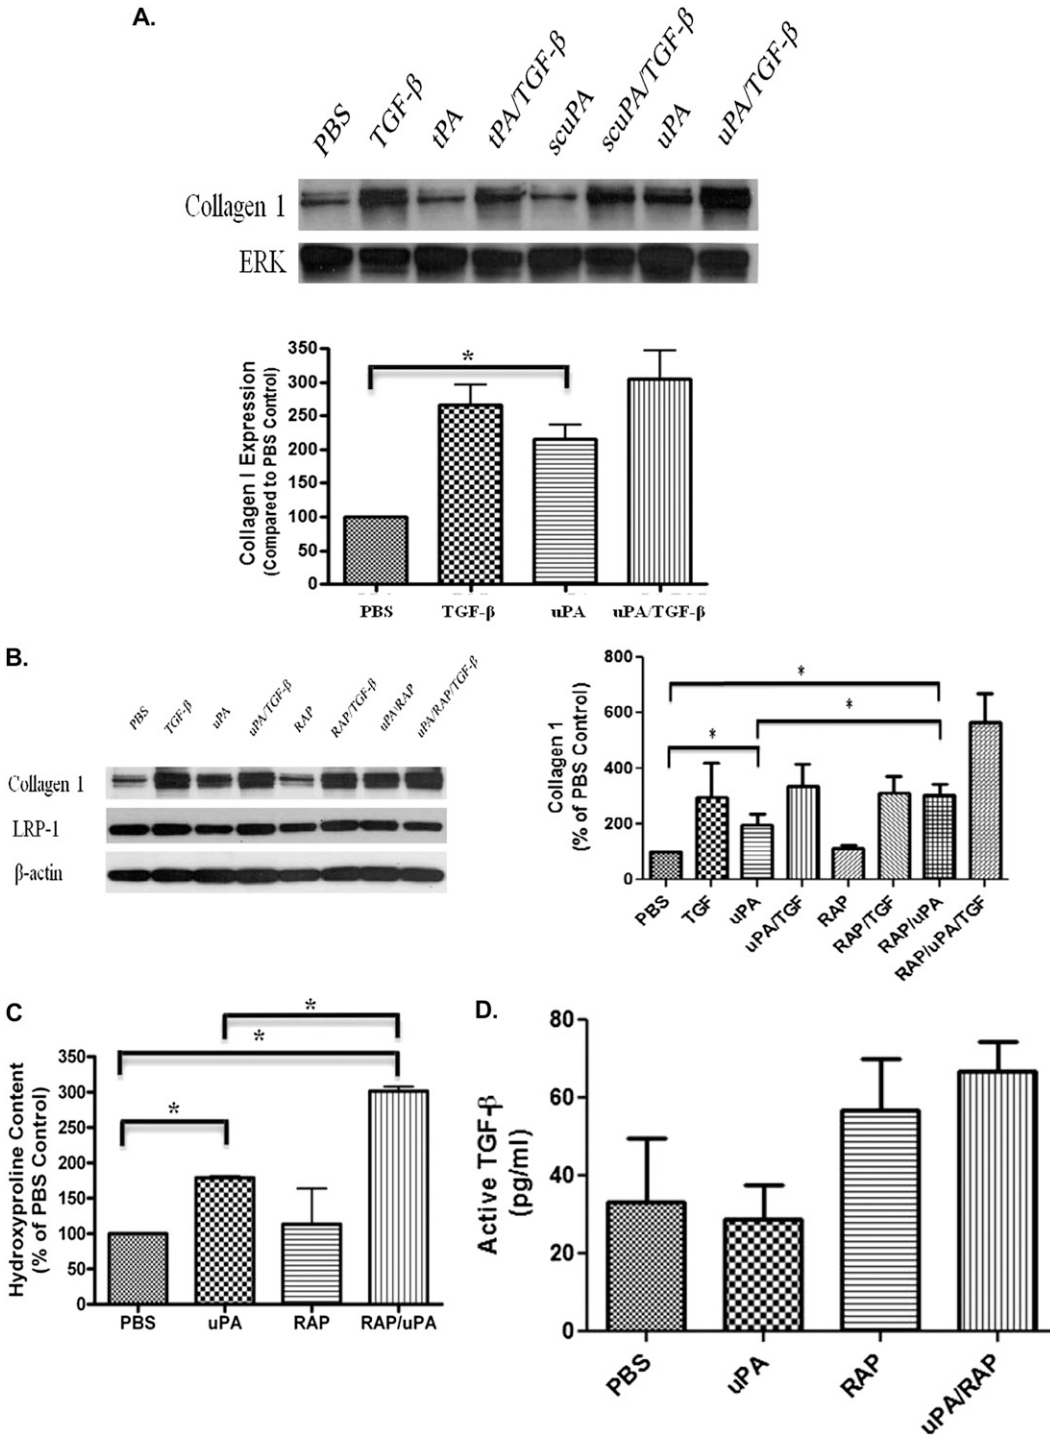 A.
PBS TGF-β tPA tPA/TGF-β scuPA scuPA/TGF-β uPA uPA/TGF-β
Collagen 1
ERK
Collagen I Expression
(Compared to PBS Control)
350
300
250
200
150
100
50
0
*
PBS TGF-β uPA uPA/TGF-β
B.
PBS TGF-β uPA uPA/TGF-β RAP RAP/TGF-β uPA/RAP uPA/RAP/TGF-β
Collagen 1
LRP-1
β-actin
Collagen 1
(% of PBS Control)
800
600
400
200
0
*
*
*
PBS TGF uPA uPA/TGF RAP RAP/TGF RAP/uPA RAP/uPA/TGF
C
Hydroxyproline Content
(% of PBS Control)
350
300
250
200
150
100
50
0
*
*
*
PBS uPA RAP RAP/uPA
D.
Active TGF-β
(pg/ml)
80
60
40
20
0
PBS uPA RAP uPA/RAP